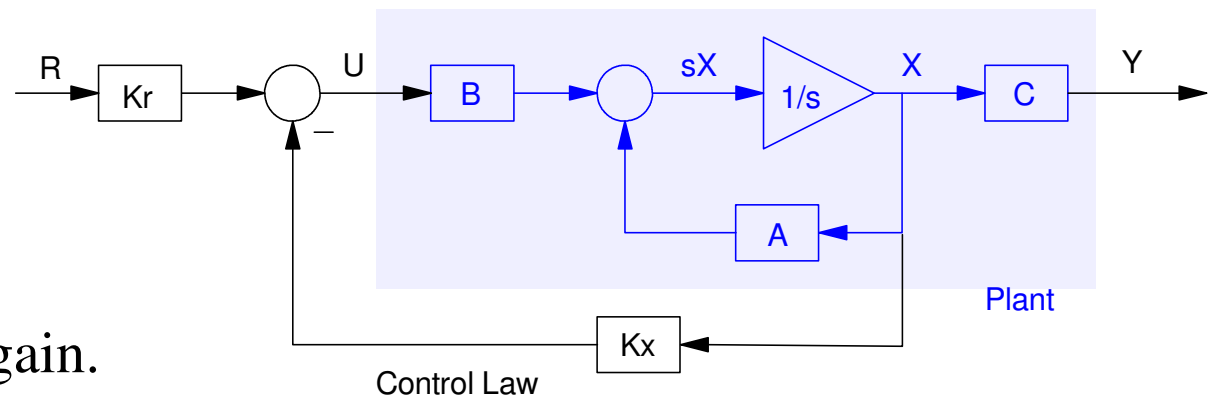 R
Kr
U
B
sX
1/s
X
C
Y
–
A
Plant
Kx
gain.
Control Law